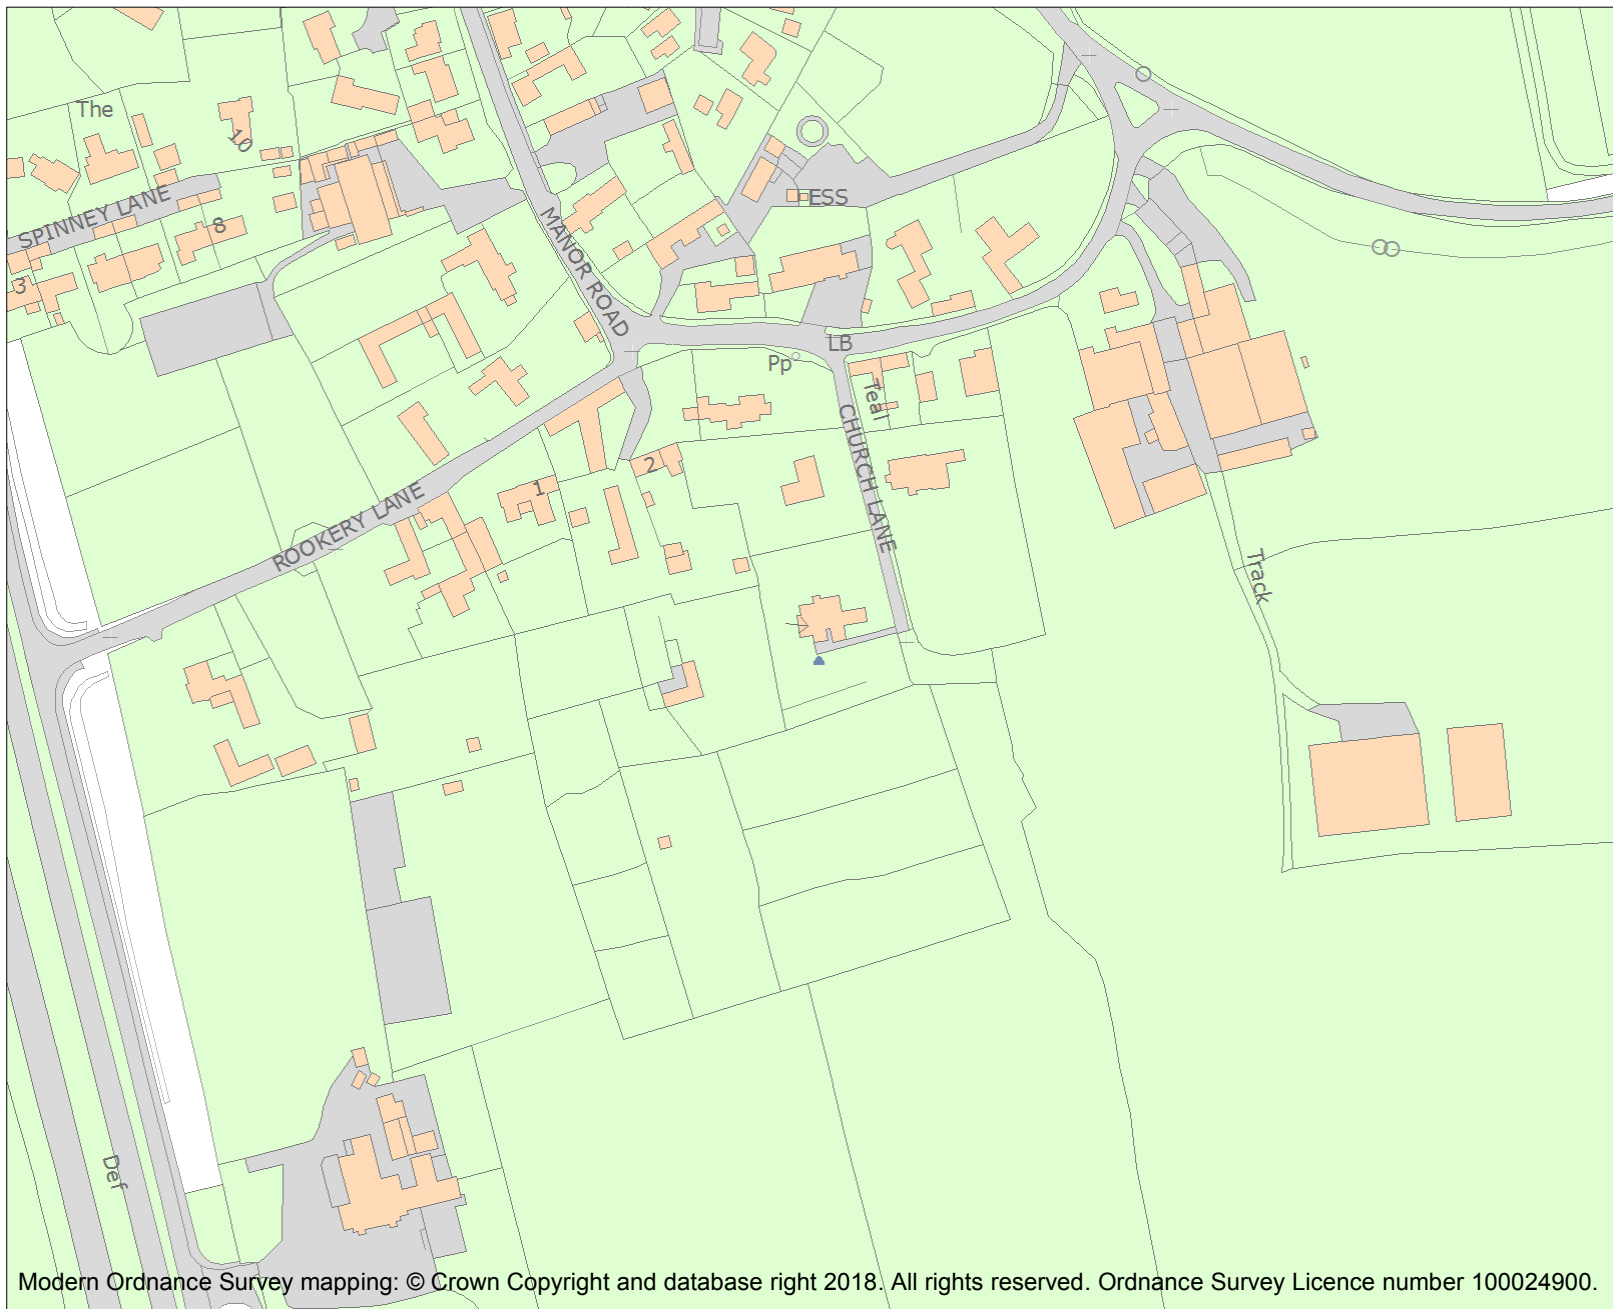 The
10
SPINNEY LANE
8
3
ESS
MANOR ROAD
LB
Pp
Teal
CHURCH LANE
2
1
ROOKERY LANE
Track
Def
Modern Ordnance Survey mapping: © Crown Copyright and database right 2018. All rights reserved. Ordnance Survey Licence number 100024900.